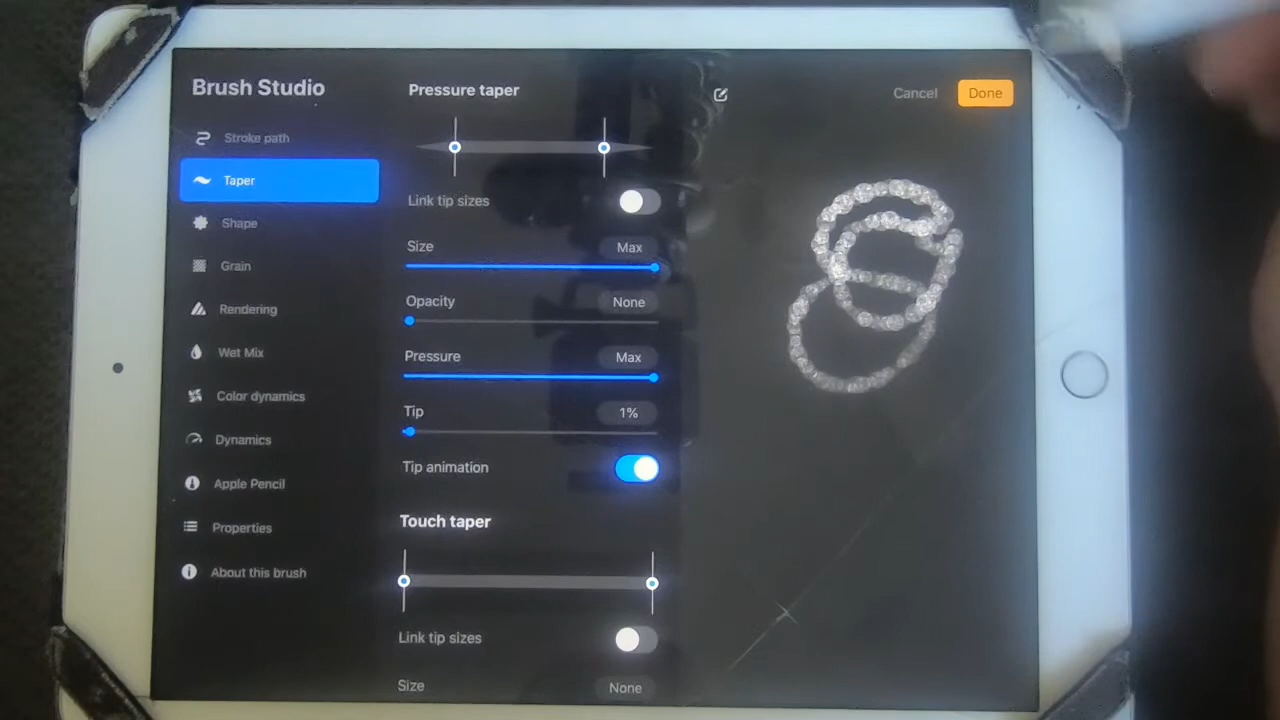 Brush Studio
Stroke path
Taper
Shape
Grain
Rendering
Wet Mix
Color dynamics
Dynamics
Apple Pencil
Properties
About this brush
Pressure taper
Link tip sizes
Size Max
Opacity None
Pressure Max
Tip 1%
Tip animation
Touch taper
Link tip sizes
Size None
Cancel Done